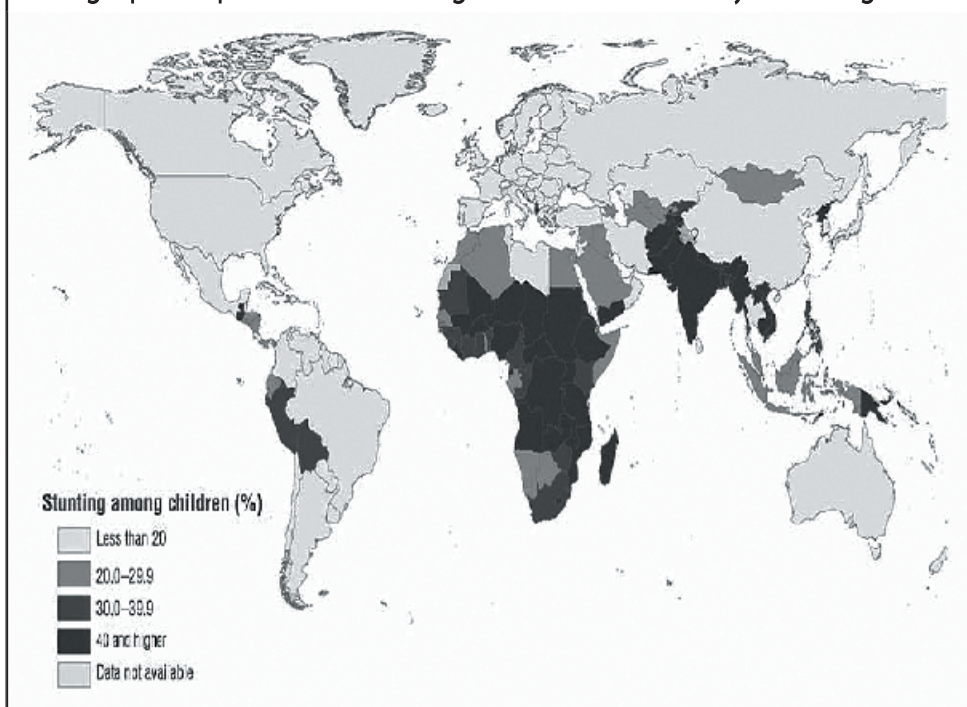 Stunting among children (%)
Less than 20
20.0–29.9
30.0–39.9
40 and higher
Data not available